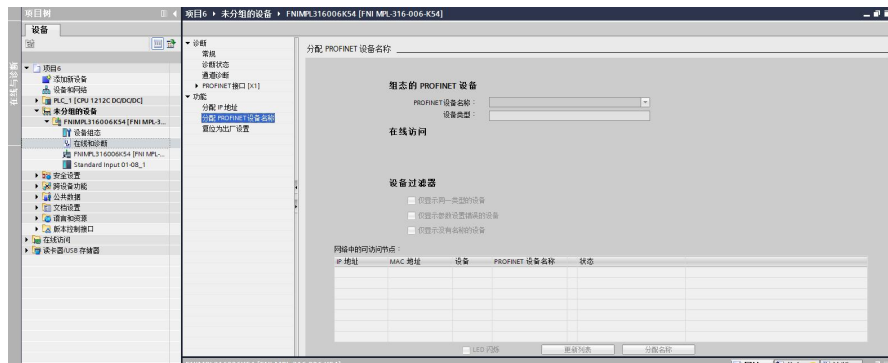 项目树
设备
项目6
添加新设备
设备和网络
PLC_1 [CPU 1212C DC/DC/DC]
未分组的设备
FNIMPL316006K54 [FNI MPL-3...
设备组态
在线和诊断
FNIMPL316006K54 [FNI MPL-...
Standard Input 01-08_1
安全设置
跨设备功能
公共数据
文档设置
语言和资源
版本控制接口
在线访问
读卡器/USB 存储器
在线与诊断
项目6 ▸ 未分组的设备 ▸ FNIMPL316006K54 [FNI MPL-316-006-K54]
诊断
常规
诊断状态
通道诊断
PROFINET 接口 [X1]
功能
分配 IP 地址
分配 PROFINET 设备名称
复位为出厂设置
分配 PROFINET 设备名称
组态的 PROFINET 设备
PROFINET 设备名称：
设备类型：
在线访问
设备过滤器
仅显示同一类型的设备
仅显示参数设置错误的设备
仅显示没有名称的设备
网络中的可访问节点：
IP 地址 MAC 地址 设备 PROFINET 设备名称 状态
LED 闪烁 更新列表 分配名称